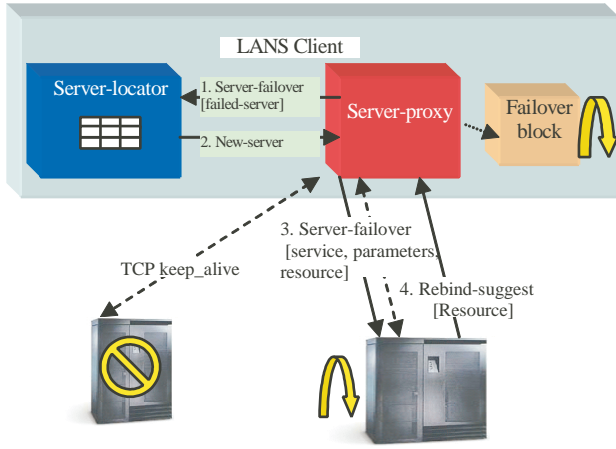 LANS Client
Server-locator
1. Server-failover
[failed-server]
2. New-server
Server-proxy
Failover
block
TCP keep_alive
3. Server-failover
[service, parameters,
resource]
4. Rebind-suggest
[Resource]